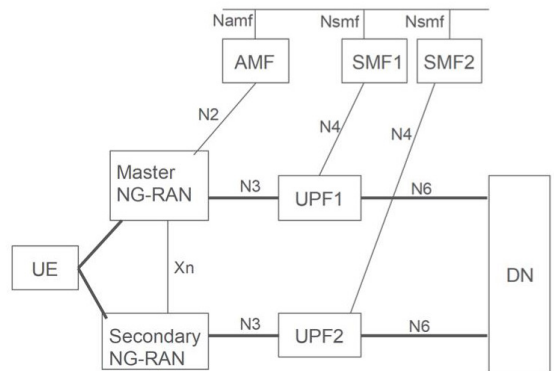 Namf
Nsmf
Nsmf
AMF
SMF1
SMF2
N2
N4
N4
Master
NG-RAN
N3
UPF1
N6
UE
Xn
DN
Secondary
NG-RAN
N3
UPF2
N6